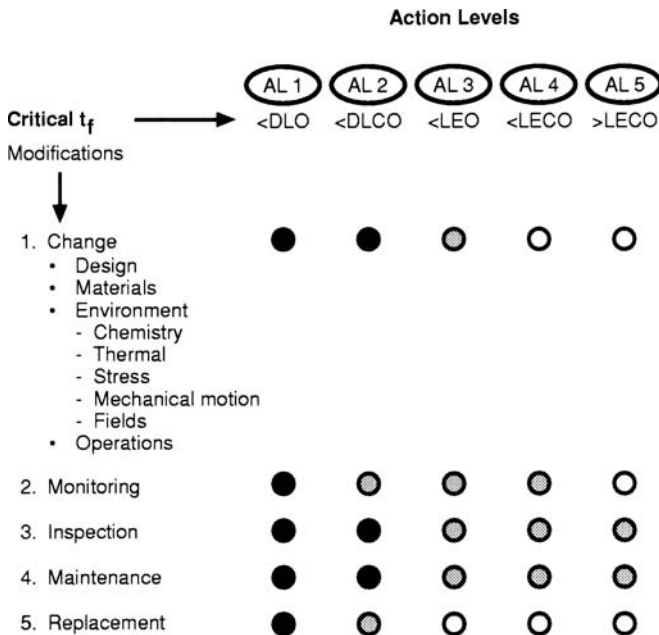 Action Levels
AL 1 AL 2 AL 3 AL 4 AL 5
Critical tf <DLO <DLCO <LEO <LECO >LECO
Modifications
1. Change
• Design
• Materials
• Environment
- Chemistry
- Thermal
- Stress
- Mechanical motion
- Fields
• Operations
2. Monitoring
3. Inspection
4. Maintenance
5. Replacement